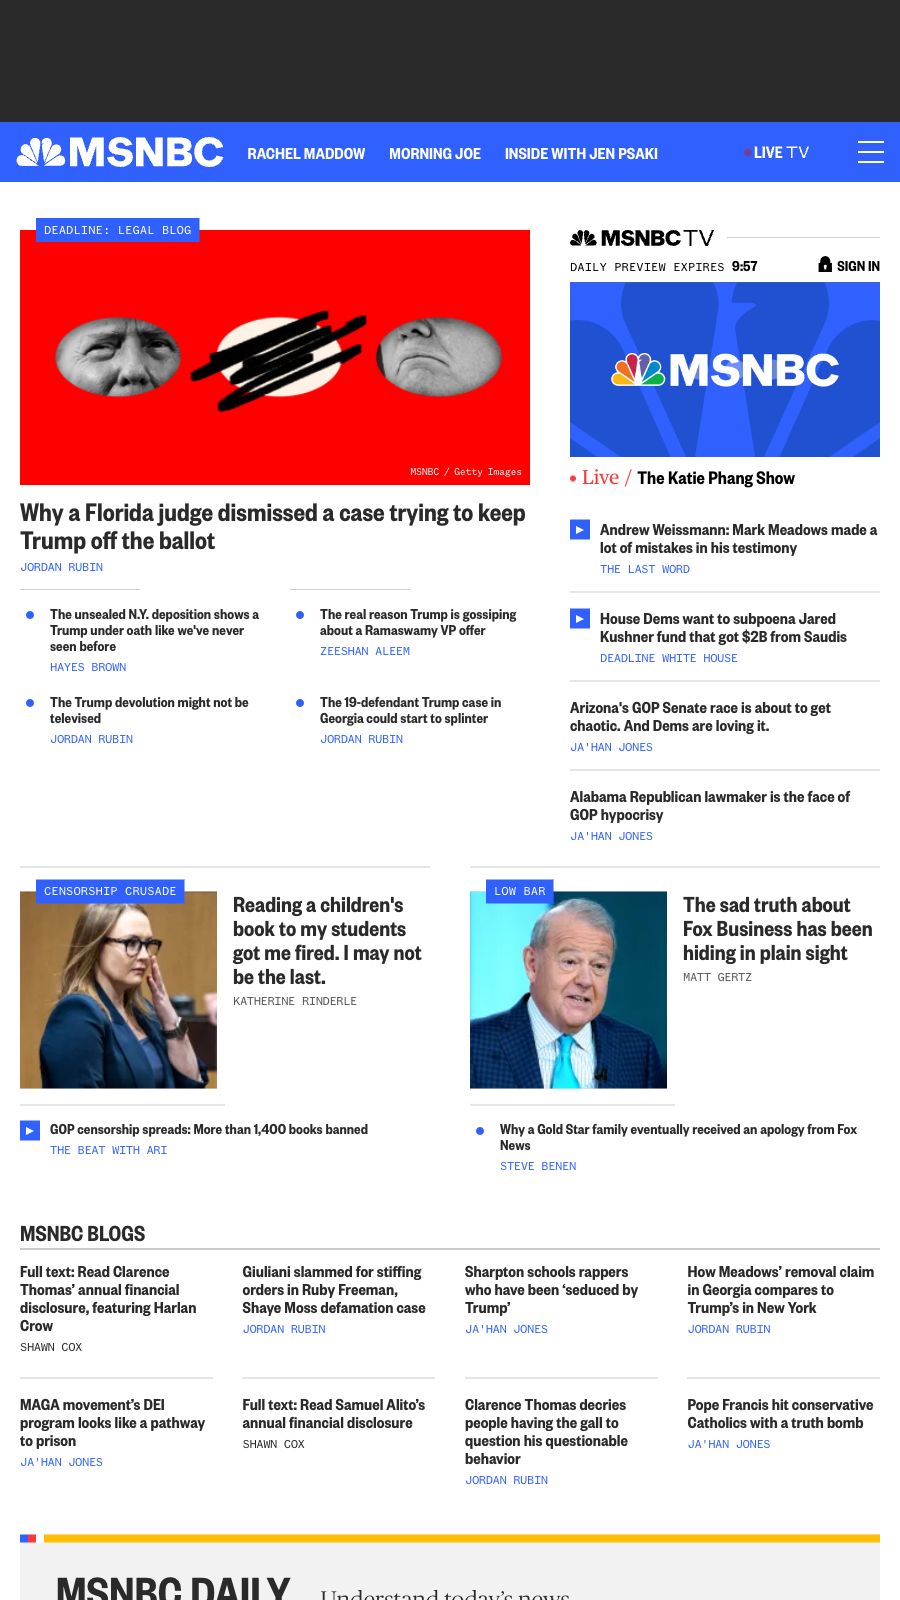 MSNBC
RACHEL MADDOW
MORNING JOE
INSIDE WITH JEN PSAKI
LIVE TV
DEADLINE: LEGAL BLOG
MSNBC / Getty Images
Why a Florida judge dismissed a case trying to keep
Trump off the ballot
JORDAN RUBIN
The unsealed N.Y. deposition shows a
Trump under oath like we've never
seen before
HAYES BROWN
The real reason Trump is gossiping
about a Ramaswamy VP offer
ZEESHAN ALEEM
The Trump devolution might not be
televised
JORDAN RUBIN
The 19-defendant Trump case in
Georgia could start to splinter
JORDAN RUBIN
MSNBC TV
DAILY PREVIEW EXPIRES 9:57
SIGN IN
MSNBC
Live / The Katie Phang Show
Andrew Weissmann: Mark Meadows made a
lot of mistakes in his testimony
THE LAST WORD
House Dems want to subpoena Jared
Kushner fund that got $2B from Saudis
DEADLINE WHITE HOUSE
Arizona's GOP Senate race is about to get
chaotic. And Dems are loving it.
JA'HAN JONES
Alabama Republican lawmaker is the face of
GOP hypocrisy
JA'HAN JONES
CENSORSHIP CRUSADE
Reading a children's
book to my students
got me fired. I may not
be the last.
KATHERINE RINDERLE
GOP censorship spreads: More than 1,400 books banned
THE BEAT WITH ARI
LOW BAR
The sad truth about
Fox Business has been
hiding in plain sight
MATT GERTZ
Why a Gold Star family eventually received an apology from Fox
News
STEVE BENEN
MSNBC BLOGS
Full text: Read Clarence
Thomas’ annual financial
disclosure, featuring Harlan
Crow
SHAWN COX
Giuliani slammed for stiffing
orders in Ruby Freeman,
Shaye Moss defamation case
JORDAN RUBIN
Sharpton schools rappers
who have been ‘seduced by
Trump’
JA'HAN JONES
How Meadows’ removal claim
in Georgia compares to
Trump’s in New York
JORDAN RUBIN
MAGA movement’s DEI
program looks like a pathway
to prison
JA'HAN JONES
Full text: Read Samuel Alito’s
annual financial disclosure
SHAWN COX
Clarence Thomas decries
people having the gall to
question his questionable
behavior
JORDAN RUBIN
Pope Francis hit conservative
Catholics with a truth bomb
JA'HAN JONES
MSNBC DAILY
Understand today’s news